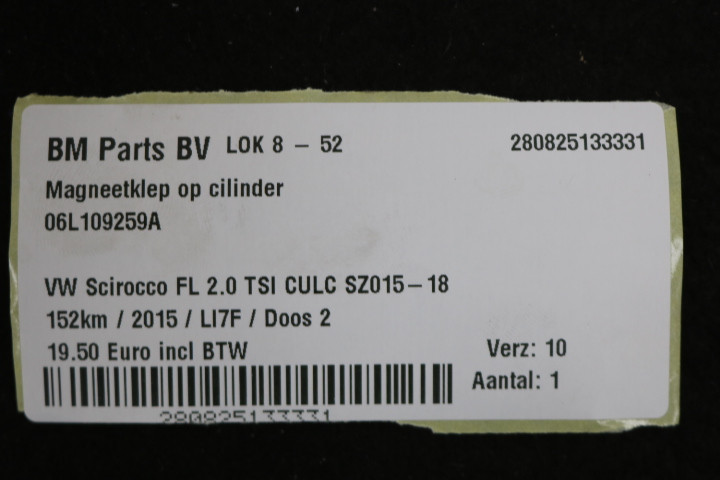 BM Parts BV LOK 8 - 52 280825133331
Magneetklep op cilinder
06L109259A
VW Scirocco FL 2.0 TSI CULC SZ015-18
152km / 2015 / LI7F / Doos 2
19.50 Euro incl BTW Verz: 10
Aantal: 1
280825133331